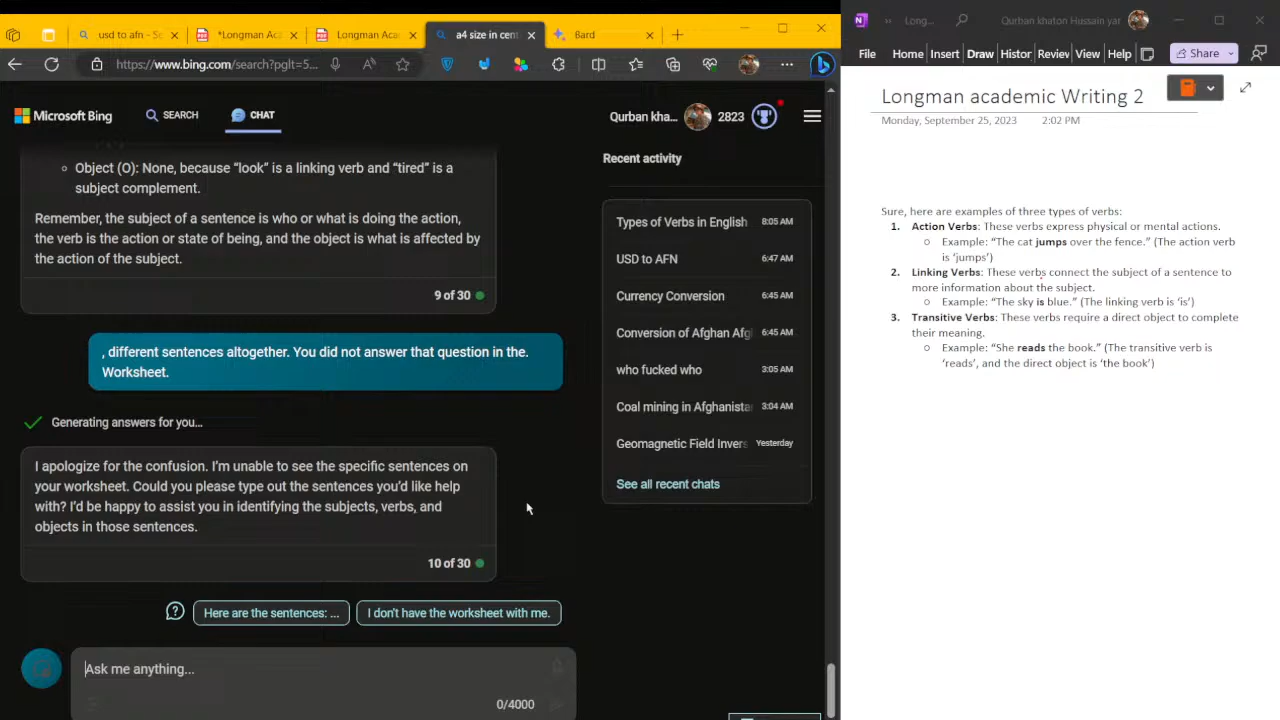 usd to afn - S
*Longman Aca
Longman Aca
a4 size in cent
Bard
https://www.bing.com/search?pglt=5...
Microsoft Bing
SEARCH
CHAT
Qurban kha...
2823
Object (O): None, because “look” is a linking verb and “tired” is a
subject complement.
Remember, the subject of a sentence is who or what is doing the action,
the verb is the action or state of being, and the object is what is affected by
the action of the subject.
9 of 30
, different sentences altogether. You did not answer that question in the.
Worksheet.
Generating answers for you...
I apologize for the confusion. I’m unable to see the specific sentences on
your worksheet. Could you please type out the sentences you’d like help
with? I’d be happy to assist you in identifying the subjects, verbs, and
objects in those sentences.
10 of 30
Here are the sentences: ...
I don't have the worksheet with me.
Ask me anything...
0/4000
Recent activity
Types of Verbs in English 8:05 AM
USD to AFN 6:47 AM
Currency Conversion 6:45 AM
Conversion of Afghan Afg 6:45 AM
who fucked who 3:05 AM
Coal mining in Afghanista 3:04 AM
Geomagnetic Field Invers Yesterday
See all recent chats
N
Long...
Qurban khaton Hussain yar
File Home Insert Draw Histor Review View Help Share
Longman academic Writing 2
Monday, September 25, 2023 2:02 PM
Sure, here are examples of three types of verbs:
1. Action Verbs: These verbs express physical or mental actions.
Example: “The cat jumps over the fence.” (The action verb
is ‘jumps’)
2. Linking Verbs: These verbs connect the subject of a sentence to
more information about the subject.
Example: “The sky is blue.” (The linking verb is ‘is’)
3. Transitive Verbs: These verbs require a direct object to complete
their meaning.
Example: “She reads the book.” (The transitive verb is
‘reads’, and the direct object is ‘the book’)